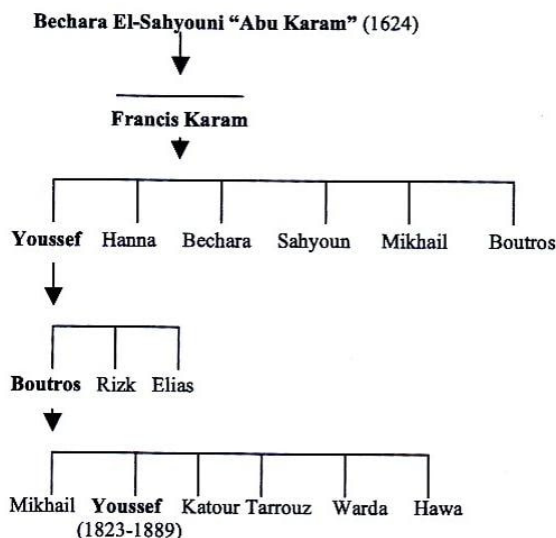 Bechara El-Sahyouni “Abu Karam” (1624)
Francis Karam
Youssef Hanna Bechara Sahyoun Mikhail Boutros
Boutros Rizk Elias
Mikhail Youssef Katour Tarrouz Warda Hawa
(1823-1889)